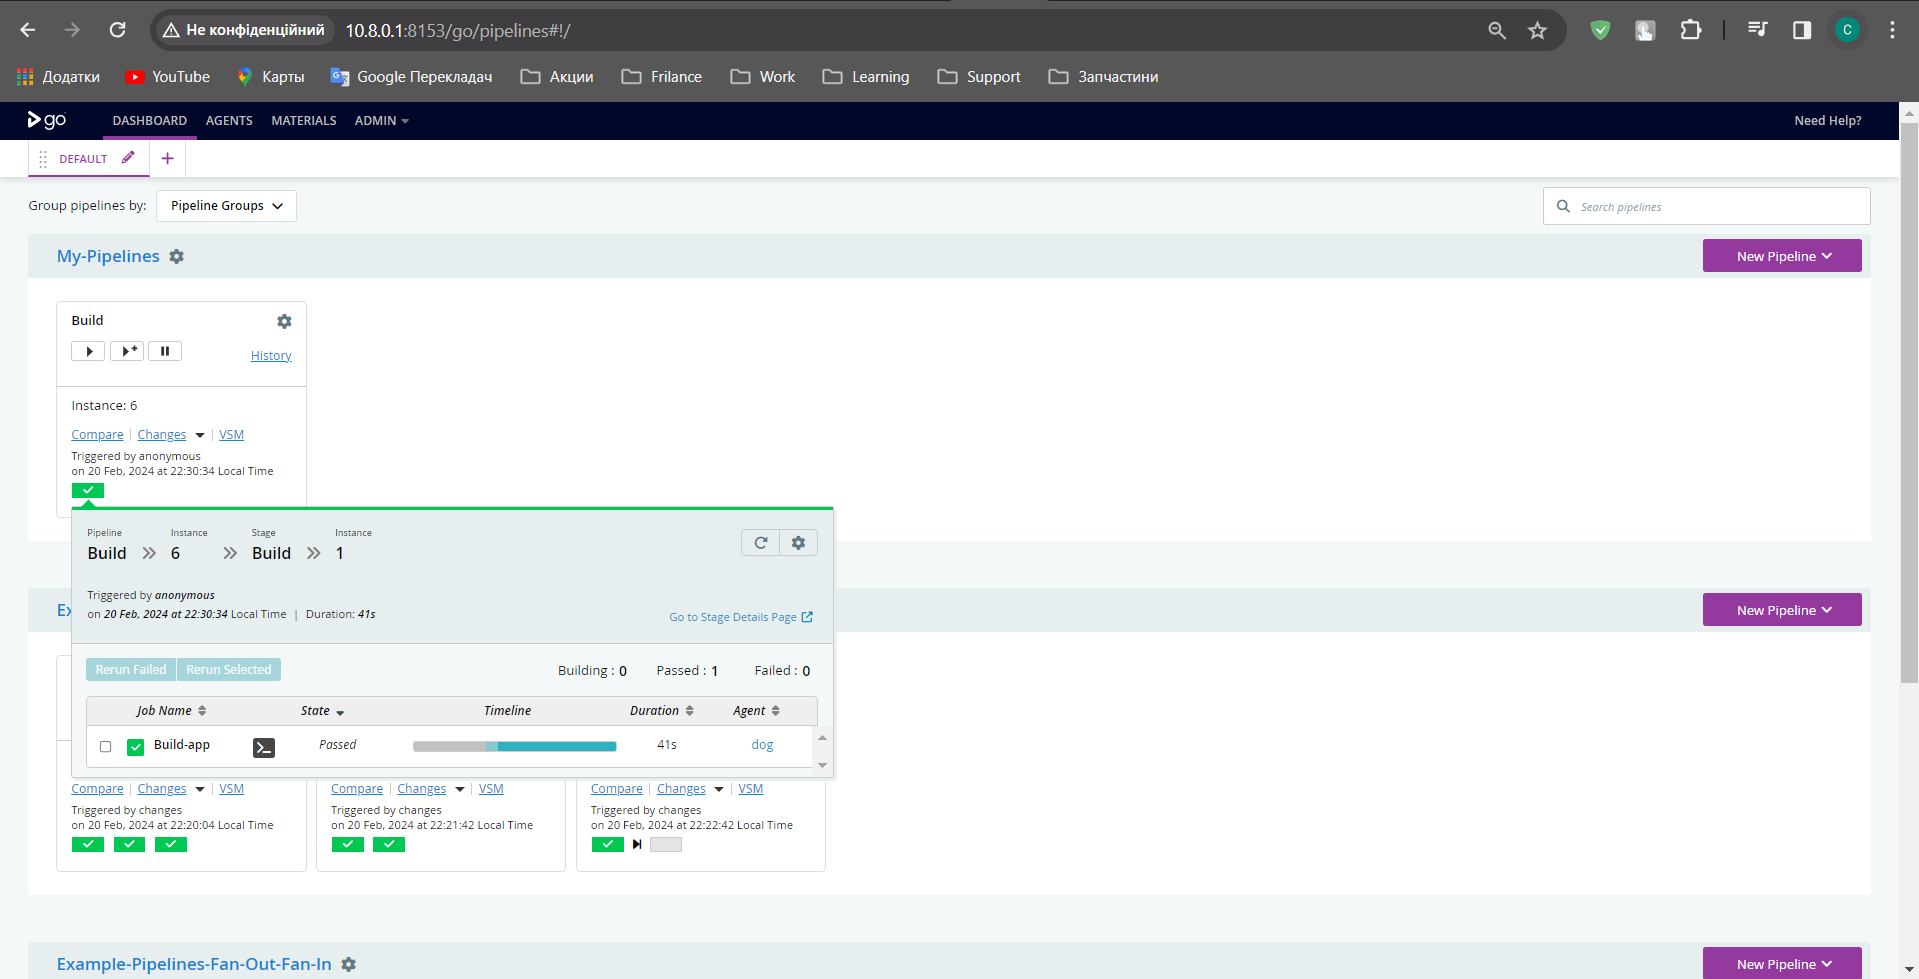 Не конфіденційний 10.8.0.1:8153/go/pipelines#!/
C
Додатки YouTube Карты Google Перекладач Акции Frilance Work Learning Support Запчастини
go DASHBOARD AGENTS MATERIALS ADMIN Need Help?
DEFAULT +
Group pipelines by: Pipeline Groups Search pipelines
My-Pipelines New Pipeline
Build
History
Instance: 6
Compare Changes VSM
Triggered by anonymous
on 20 Feb, 2024 at 22:30:34 Local Time
Pipeline Instance Stage Instance
Build 6 Build 1
Triggered by anonymous
on 20 Feb, 2024 at 22:30:34 Local Time | Duration: 41s
Go to Stage Details Page
Ex New Pipeline
Rerun Failed Rerun Selected Building : 0 Passed : 1 Failed : 0
Job Name State Timeline Duration Agent
Build-app Passed 41s dog
Compare Changes VSM
Triggered by changes
on 20 Feb, 2024 at 22:20:04 Local Time
Compare Changes VSM
Triggered by changes
on 20 Feb, 2024 at 22:21:42 Local Time
Compare Changes VSM
Triggered by changes
on 20 Feb, 2024 at 22:22:42 Local Time
Example-Pipelines-Fan-Out-Fan-In New Pipeline